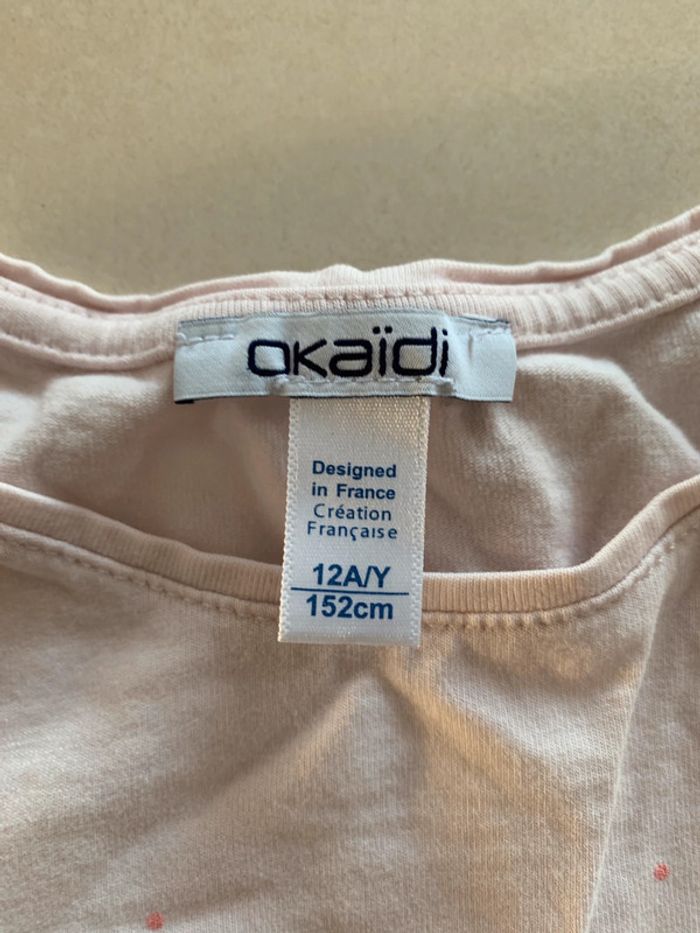 okaïdi
Designed
in France
Création
Française
12A/Y
152cm